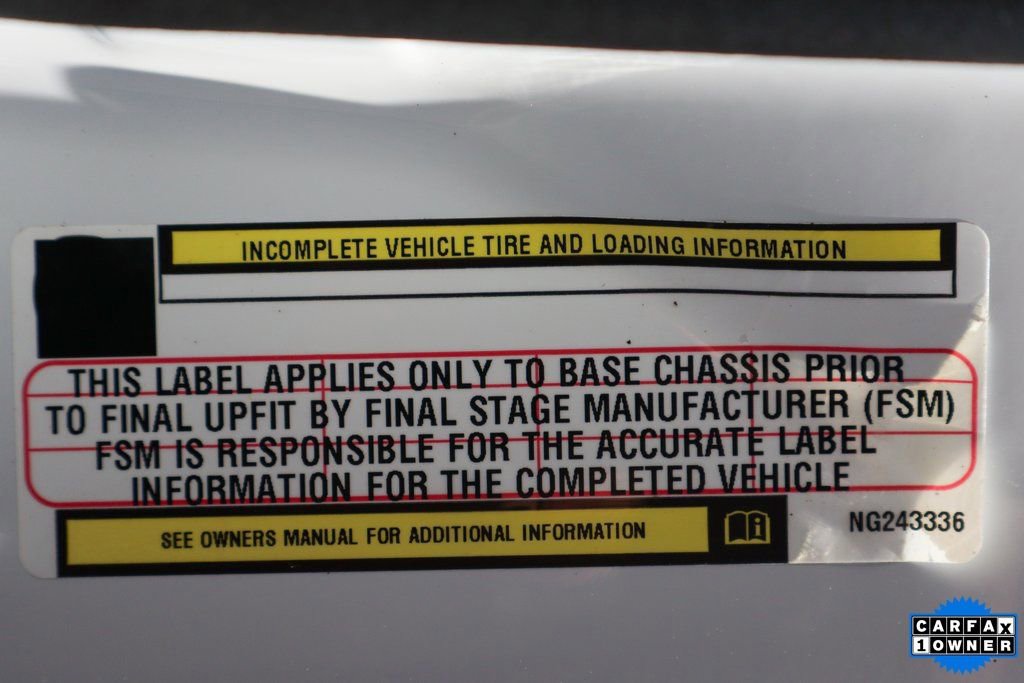 INCOMPLETE VEHICLE TIRE AND LOADING INFORMATION
THIS LABEL APPLIES ONLY TO BASE CHASSIS PRIOR
TO FINAL UPFIT BY FINAL STAGE MANUFACTURER (FSM)
FSM IS RESPONSIBLE FOR THE ACCURATE LABEL
INFORMATION FOR THE COMPLETED VEHICLE
SEE OWNERS MANUAL FOR ADDITIONAL INFORMATION
NG243336
CARFAX
1 OWNER